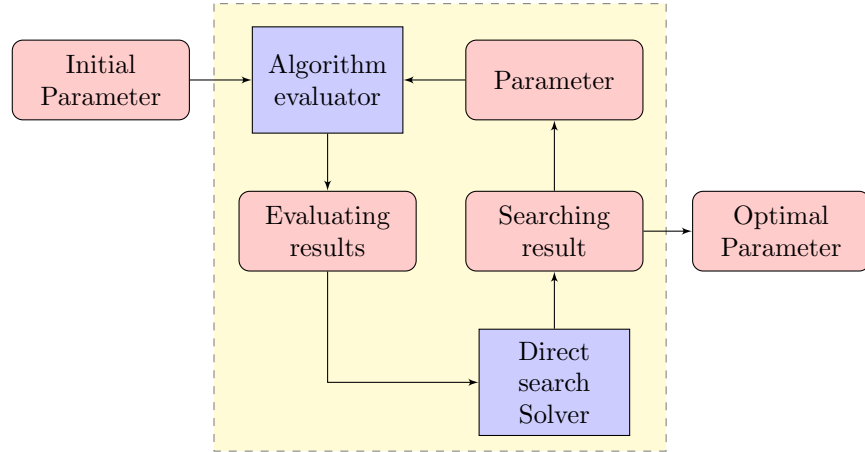 Initial
Parameter
Algorithm
evaluator
Parameter
Evaluating
results
Searching
result
Optimal
Parameter
Direct
search
Solver